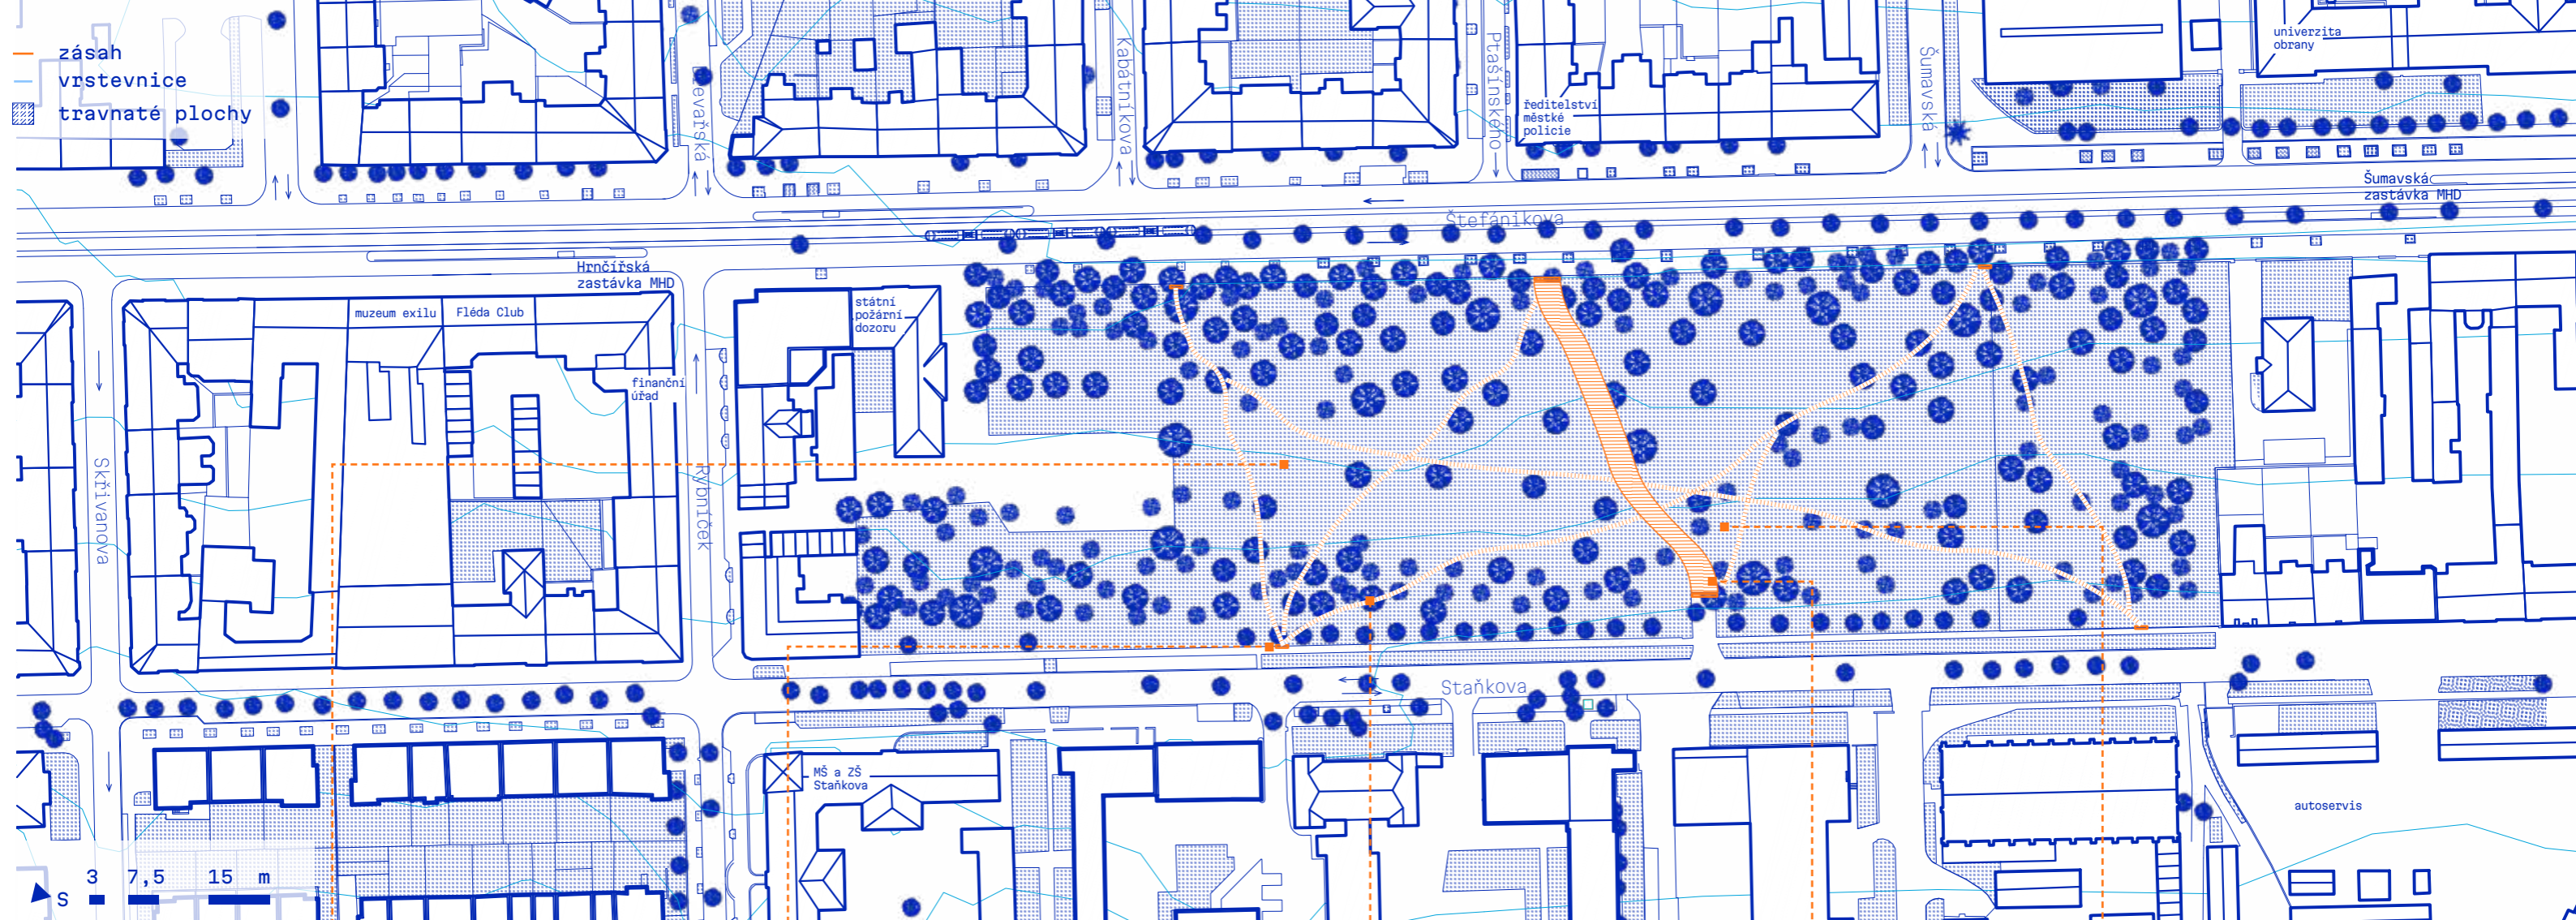 zásah
vrstevnice
travnaté plochy
univerzita
obrany
Kabátníkova
Ptašínského
Šumavská
ředitelství
městké
policie
Šumavská
zastávka MHD
Štefánikova
Hrnčířská
zastávka MHD
muzeum exilu
Fléda Club
státní
požární
dozoru
finanční
úřad
Skřivanova
Rybníček
Staňkova
MŠ a ZŠ
Staňkova
autoservis
3 7,5 15 m
S